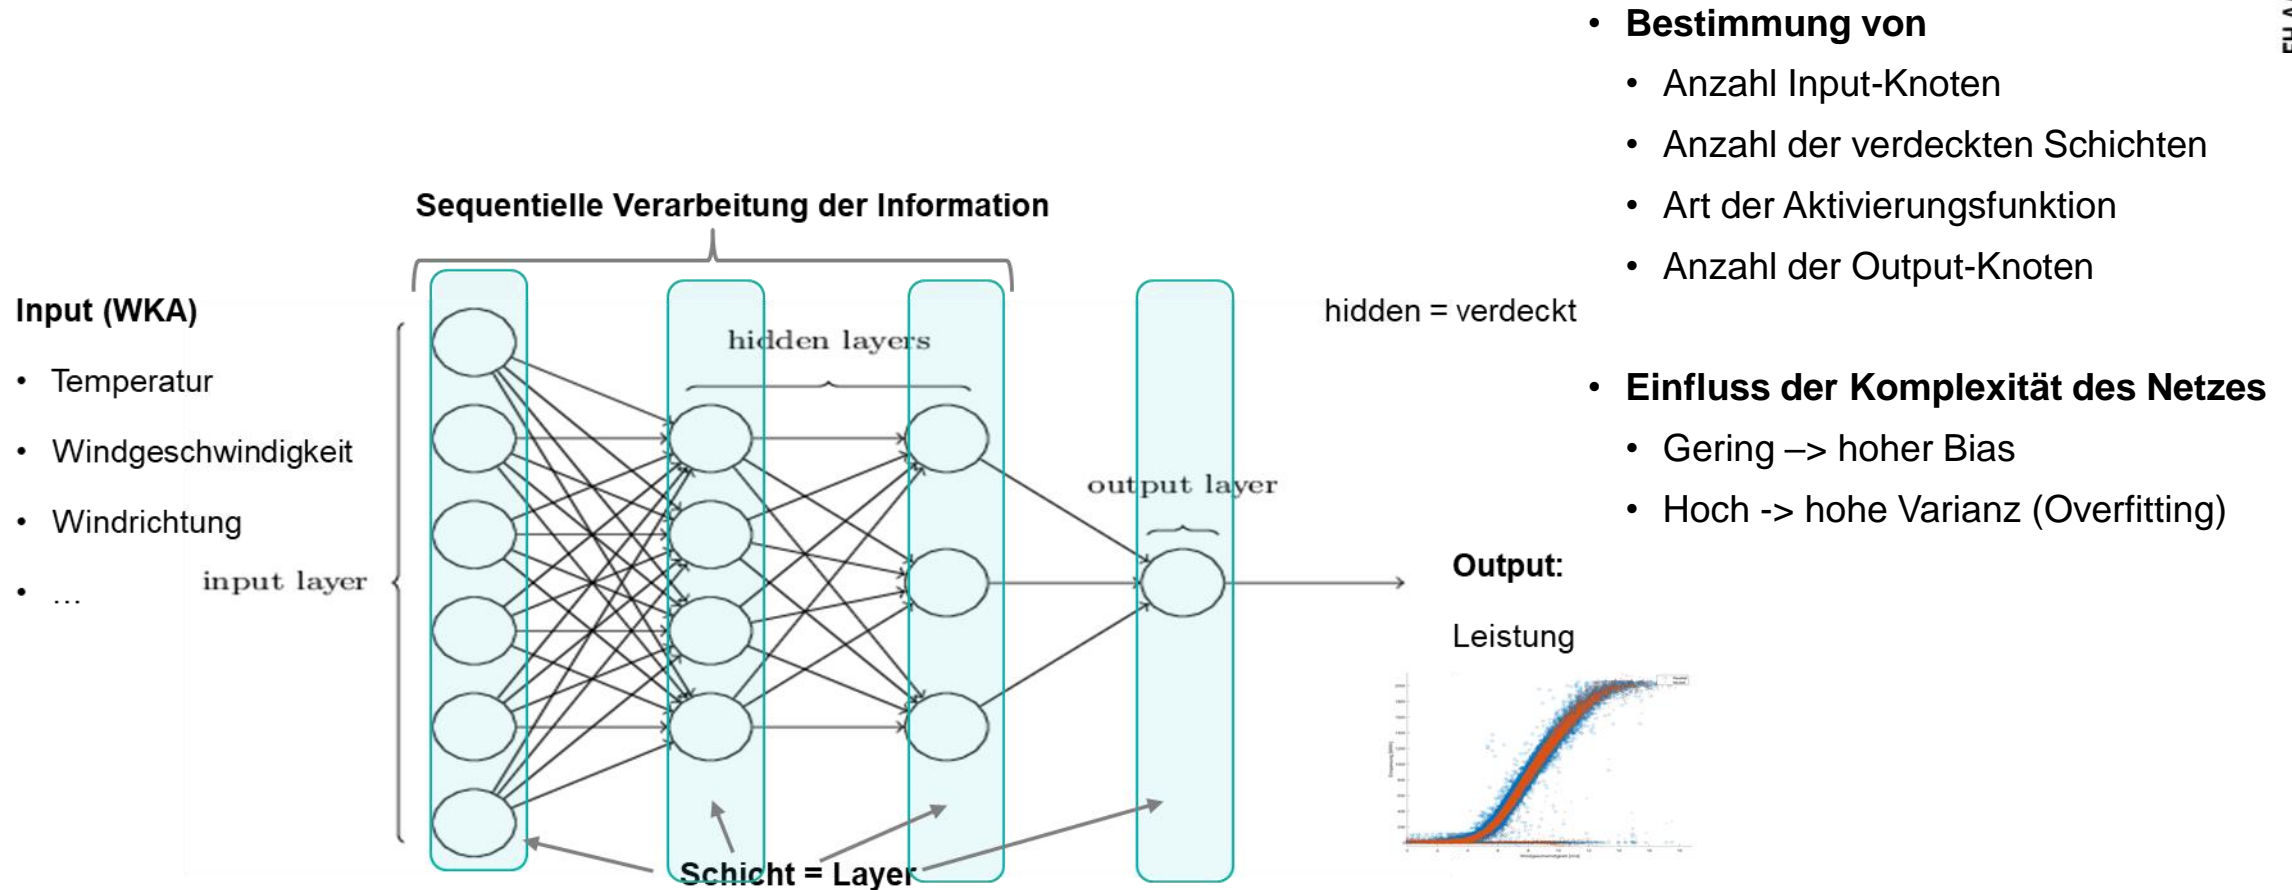 • Bestimmung von
• Anzahl Input-Knoten
• Anzahl der verdeckten Schichten
• Art der Aktivierungsfunktion
• Anzahl der Output-Knoten
Sequentielle Verarbeitung der Information
Input (WKA)
• Temperatur
• Windgeschwindigkeit
• Windrichtung
• ...
input layer
hidden layers
output layer
hidden = verdeckt
• Einfluss der Komplexität des Netzes
• Gering –> hoher Bias
• Hoch -> hohe Varianz (Overfitting)
Output:
Leistung
Schicht = Layer